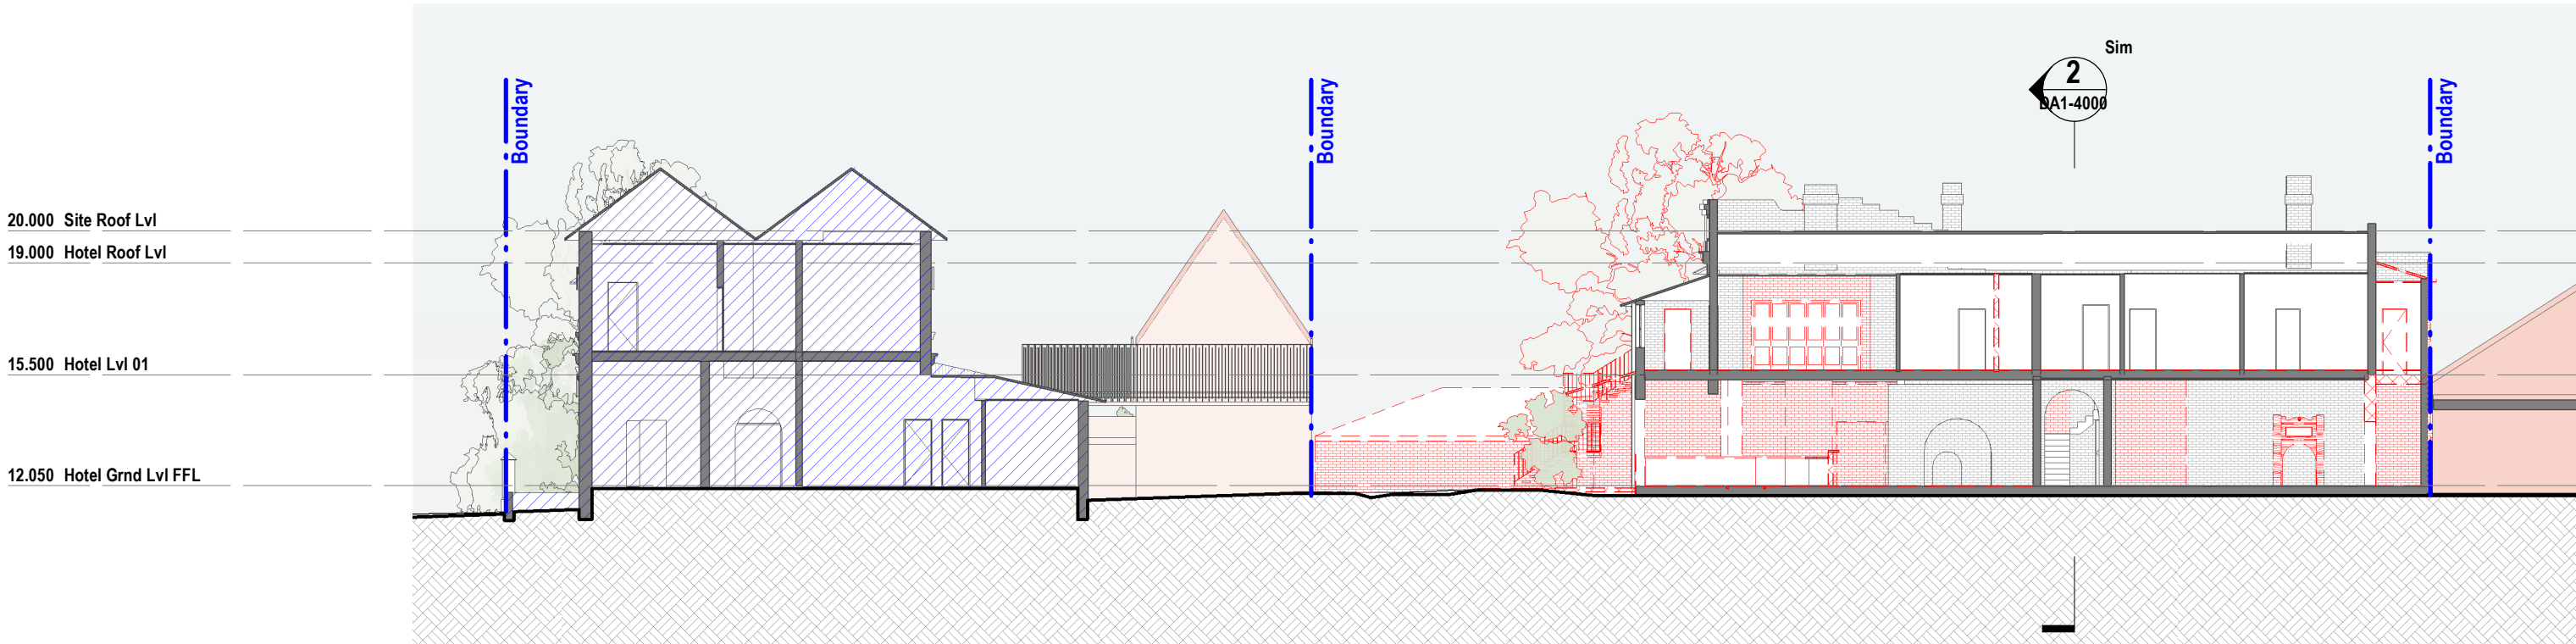 Sim
2
DA1-4000
Boundary
Boundary
Boundary
20.000 Site Roof Lvl
19.000 Hotel Roof Lvl
15.500 Hotel Lvl 01
12.050 Hotel Grnd Lvl FFL